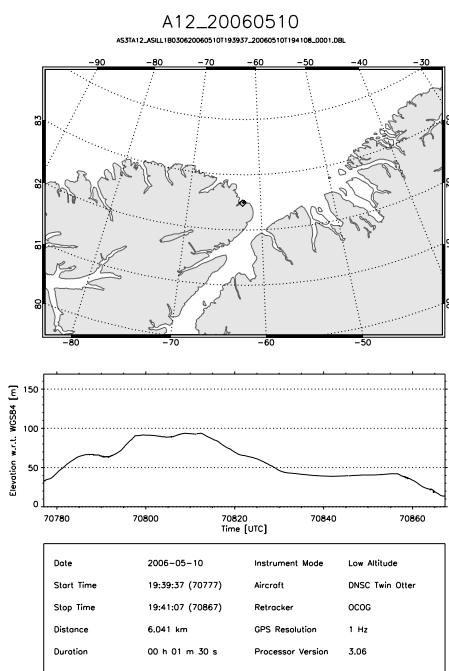 A12_20060510
AS3TA12_ASILL1B030620060510T193937_20060510T194108_0001.DBL
-90 -80 -70 -60 -50 -40 -30
83
82
81
80
-80 -70 -60 -50
Elevation w.r.t. WGS84 [m]
150
100
50
0
70780 70800 70820 70840 70860
Time [UTC]
Date 2006-05-10 Instrument Mode Low Altitude
Start Time 19:39:37 (70777) Aircraft DNSC Twin Otter
Stop Time 19:41:07 (70867) Retracker OCOG
Distance 6.041 km GPS Resolution 1 Hz
Duration 00 h 01 m 30 s Processor Version 3.06